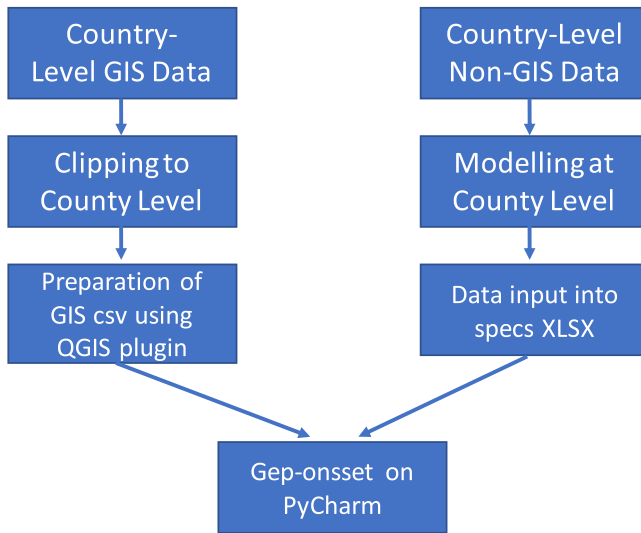 Country-
Level GIS Data
Country-Level
Non-GIS Data
Clipping to
County Level
Modelling at
County Level
Preparation of
GIS csv using
QGIS plugin
Data input into
specs XLSX
Gep-onsset on
PyCharm